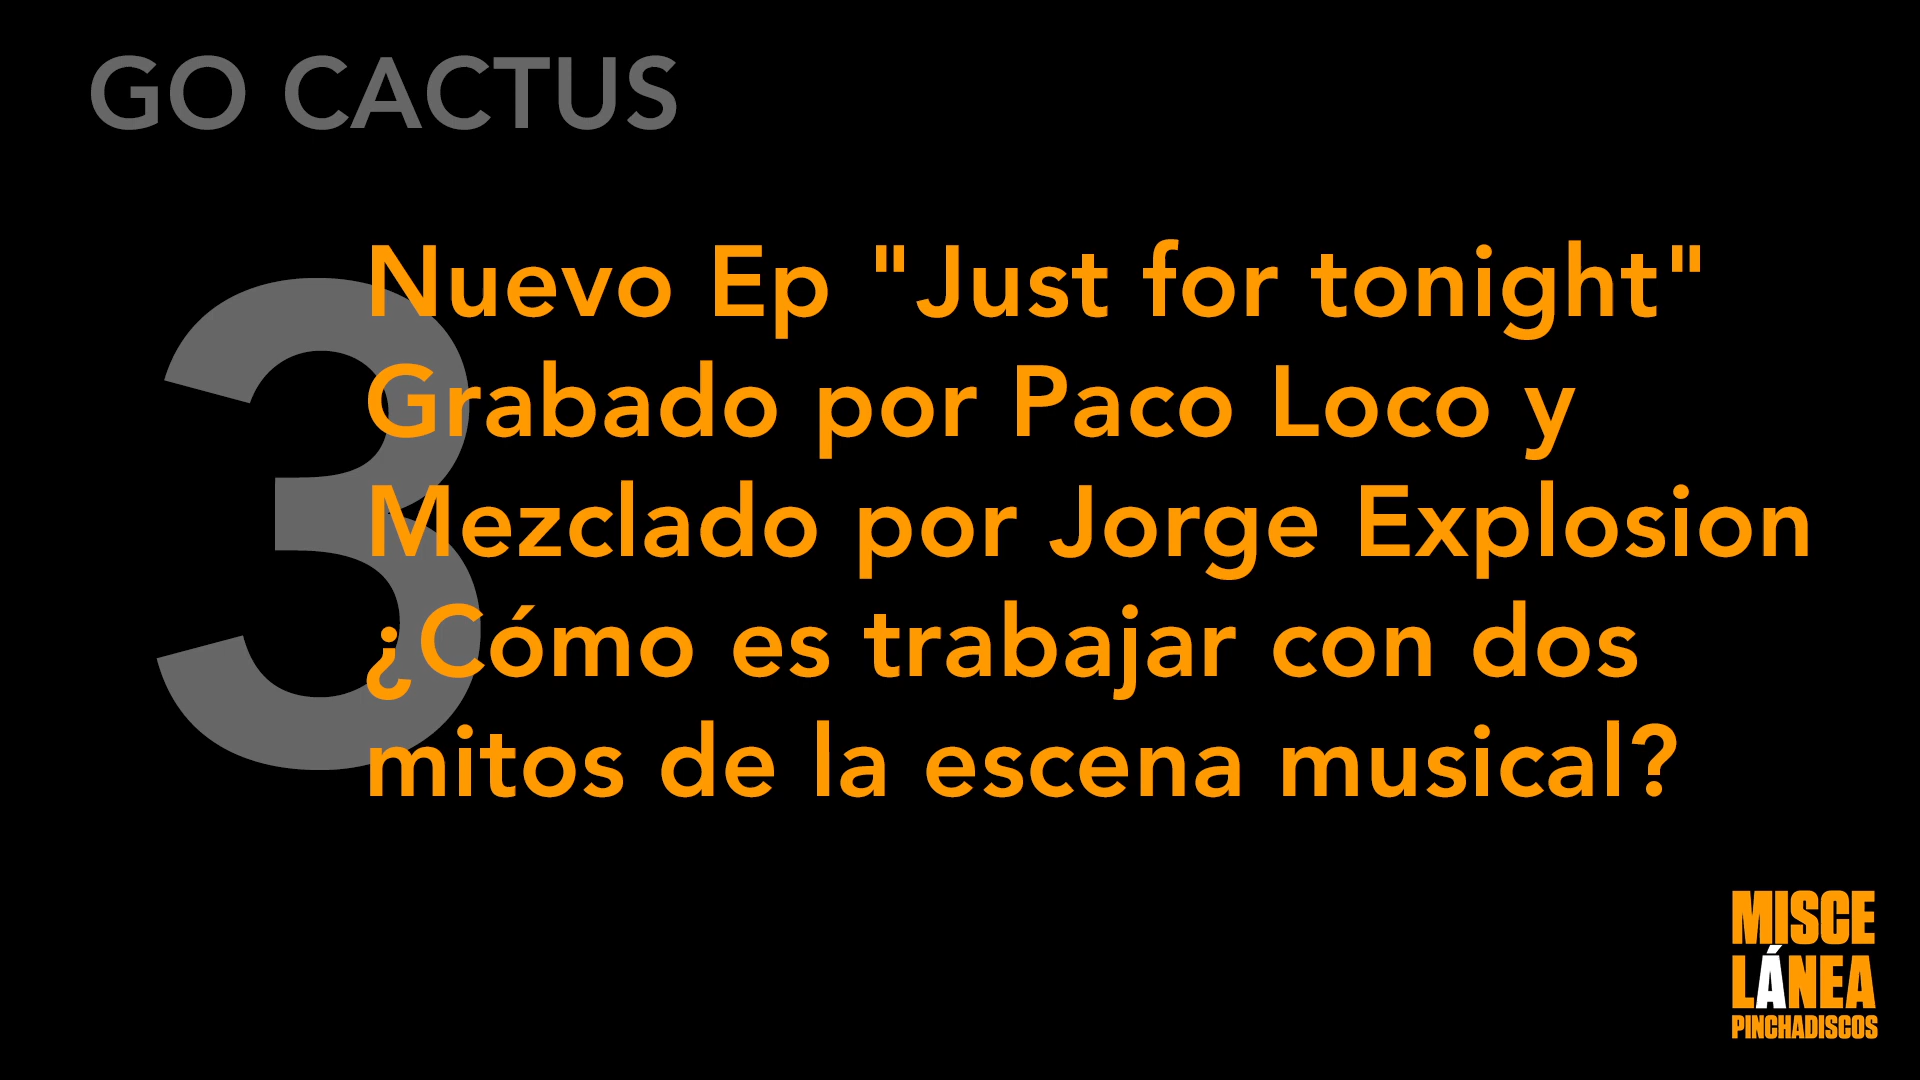 GO CACTUS
3
Nuevo Ep "Just for tonight"
Grabado por Paco Loco y
Mezclado por Jorge Explosion
¿Cómo es trabajar con dos
mitos de la escena musical?
MISCE
LÁNEA
PINCHADISCOS